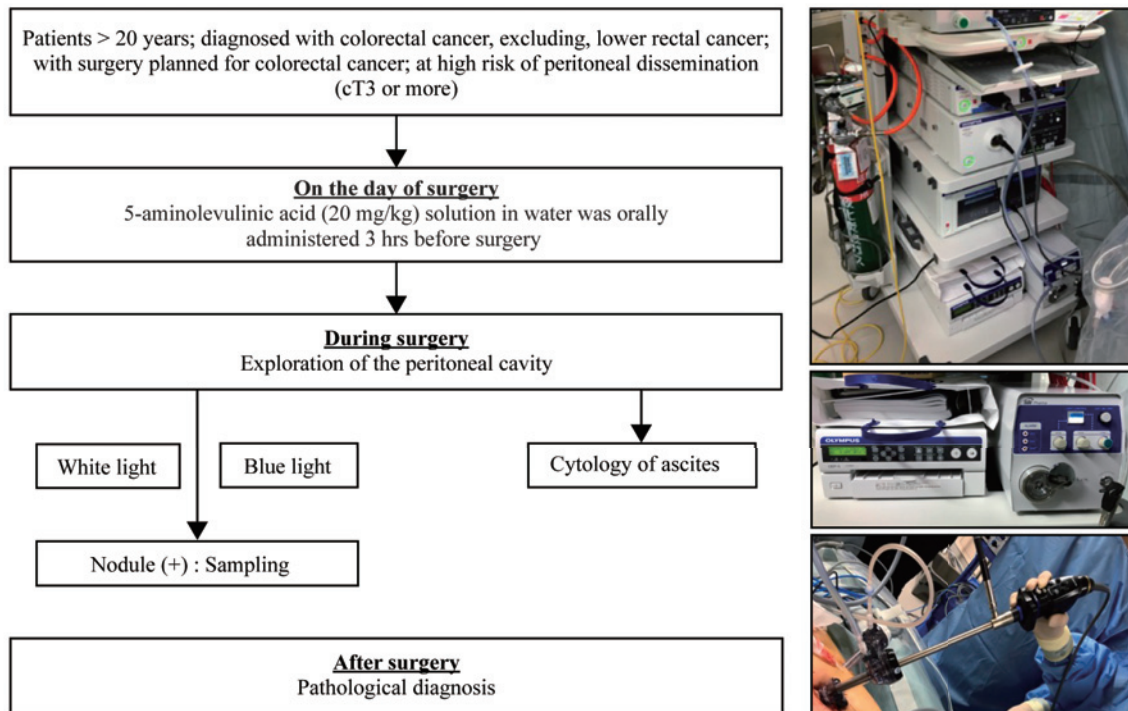 Patients > 20 years; diagnosed with colorectal cancer, excluding, lower rectal cancer;
with surgery planned for colorectal cancer; at high risk of peritoneal dissemination
(cT3 or more)
On the day of surgery
5-aminolevulinic acid (20 mg/kg) solution in water was orally
administered 3 hrs before surgery
During surgery
Exploration of the peritoneal cavity
White light
Blue light
Cytology of ascites
Nodule (+) : Sampling
After surgery
Pathological diagnosis
OLYMPUS
OLYMPUS